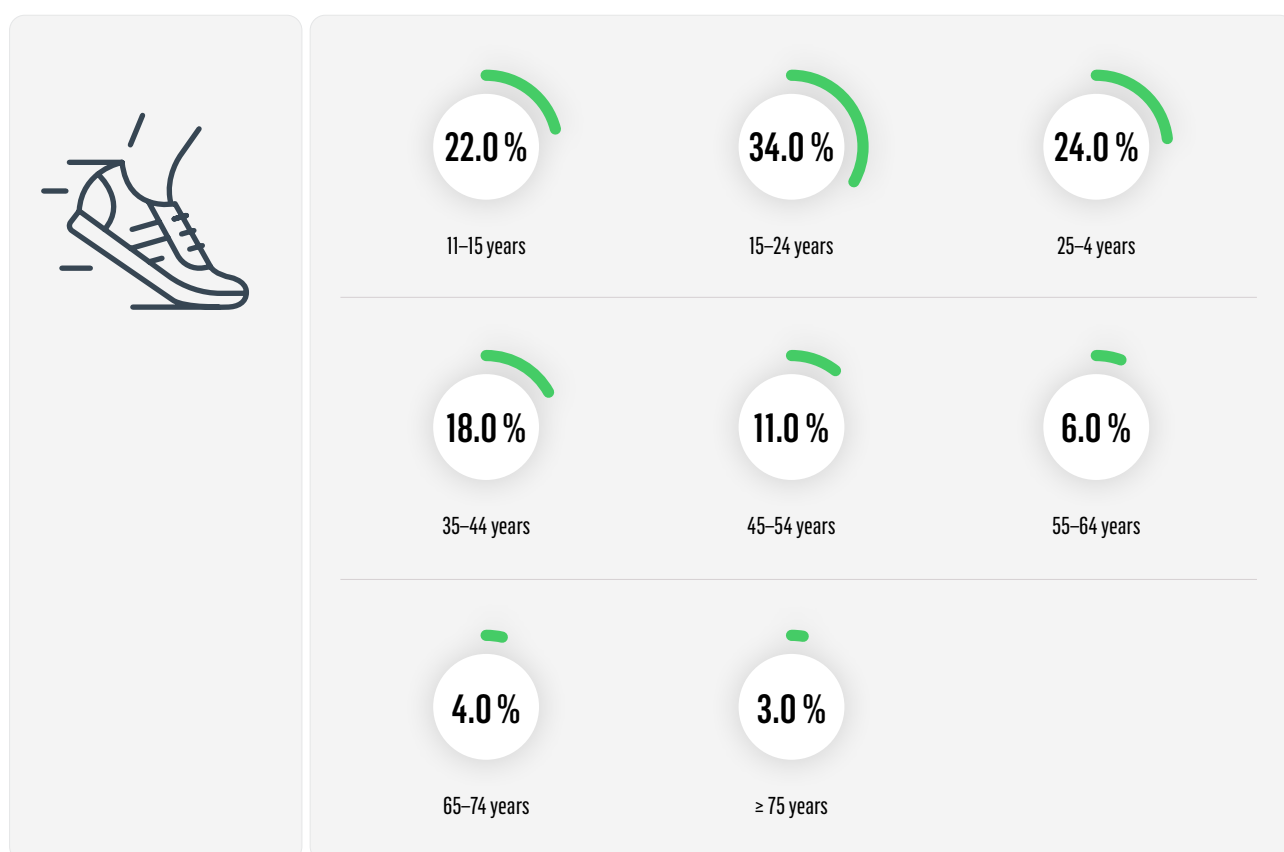 22.0 %
34.0 %
24.0 %
11–15 years
15–24 years
25–4 years
18.0 %
11.0 %
6.0 %
35–44 years
45–54 years
55–64 years
4.0 %
3.0 %
65–74 years
≥ 75 years